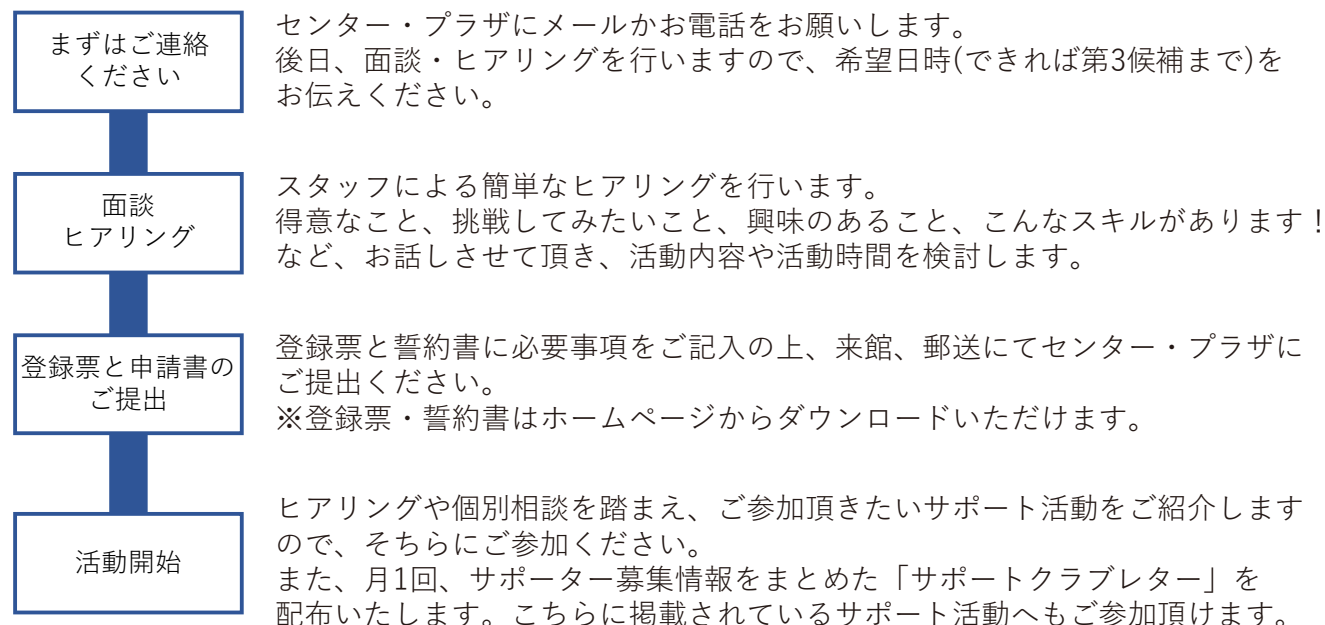 まずはご連絡
ください
センター・プラザにメールかお電話をお願いします。
後日、面談・ヒアリングを行いますので、希望日時(できれば第3候補まで)を
お伝えください。
面談
ヒアリング
スタッフによる簡単なヒアリングを行います。
得意なこと、挑戦してみたいこと、興味のあること、こんなスキルがあります！
など、お話しさせて頂き、活動内容や活動時間を検討します。
登録票と申請書の
ご提出
登録票と誓約書に必要事項をご記入の上、来館、郵送にてセンター・プラザに
ご提出ください。
※登録票・誓約書はホームページからダウンロードいただけます。
活動開始
ヒアリングや個別相談を踏まえ、ご参加頂きたいサポート活動をご紹介します
ので、そちらにご参加ください。
また、月1回、サポーター募集情報をまとめた「サポートクラブレター」を
配布いたします。こちらに掲載されているサポート活動へもご参加頂けます。